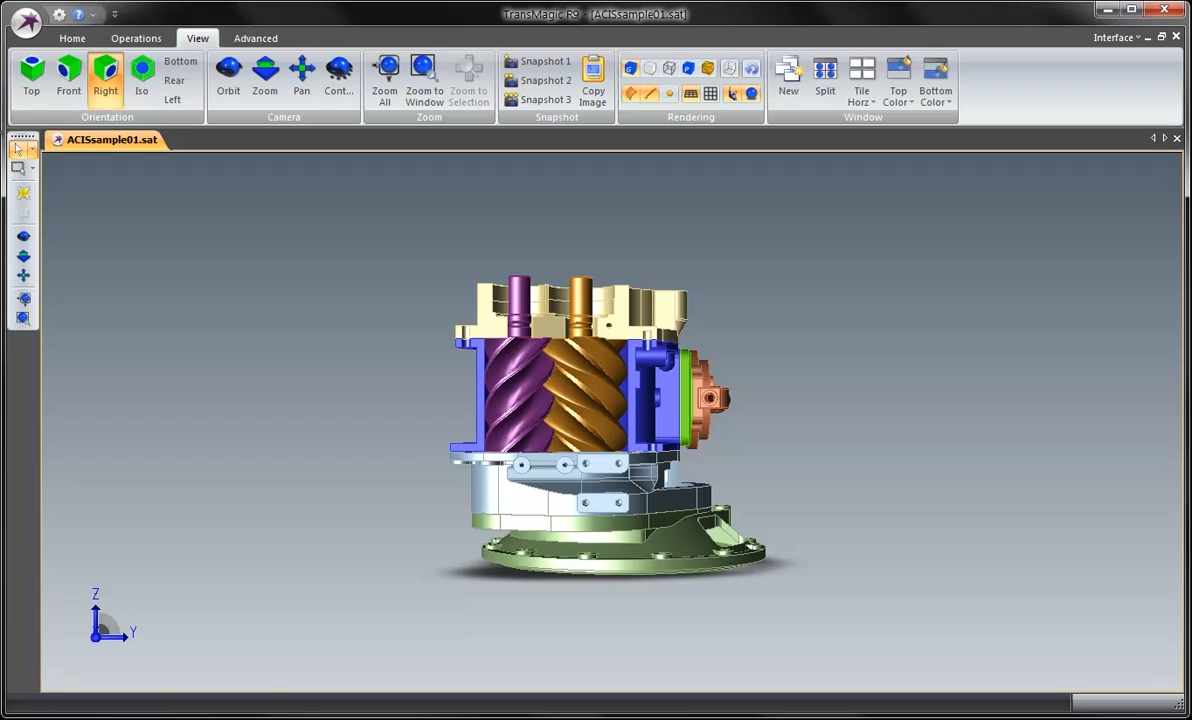 TransMagic R9 - [ACISsample01.sat]
Home Operations View Advanced Interface
Top Front Right Iso Bottom Rear Left
Orientation
Orbit Zoom Pan Cont...
Camera
Zoom All Zoom to Window Zoom to Selection
Zoom
Snapshot 1
Snapshot 2
Snapshot 3
Copy Image
Snapshot
Rendering
New Split Tile Horz Top Color Bottom Color
Window
ACISsample01.sat
Z
Y